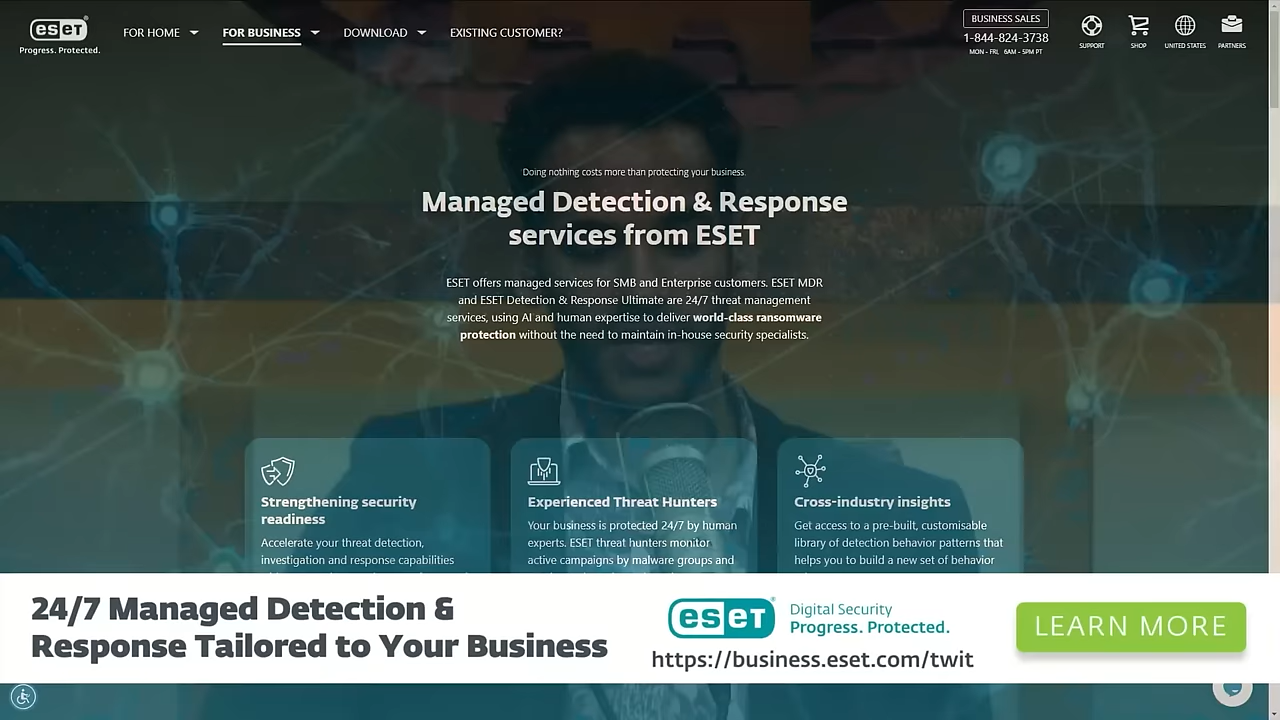 eseT
Progress. Protected.
FOR HOME
FOR BUSINESS
DOWNLOAD
EXISTING CUSTOMER?
BUSINESS SALES
1-844-824-3738
MON - FRI, 6AM - 5PM PT
SUPPORT
SHOP
UNITED STATES
PARTNERS
Doing nothing costs more than protecting your business.
Managed Detection & Response
services from ESET
ESET offers managed services for SMB and Enterprise customers. ESET MDR
and ESET Detection & Response Ultimate are 24/7 threat management
services, using AI and human expertise to deliver world-class ransomware
protection without the need to maintain in-house security specialists.
Strengthening security
readiness
Accelerate your threat detection,
investigation and response capabilities
Experienced Threat Hunters
Your business is protected 24/7 by human
experts. ESET threat hunters monitor
active campaigns by malware groups and
Cross-industry insights
Get access to a pre-built, customisable
library of detection behavior patterns that
helps you to build a new set of behavior
24/7 Managed Detection &
Response Tailored to Your Business
eseT®
Digital Security
Progress. Protected.
https://business.eset.com/twit
LEARN MORE